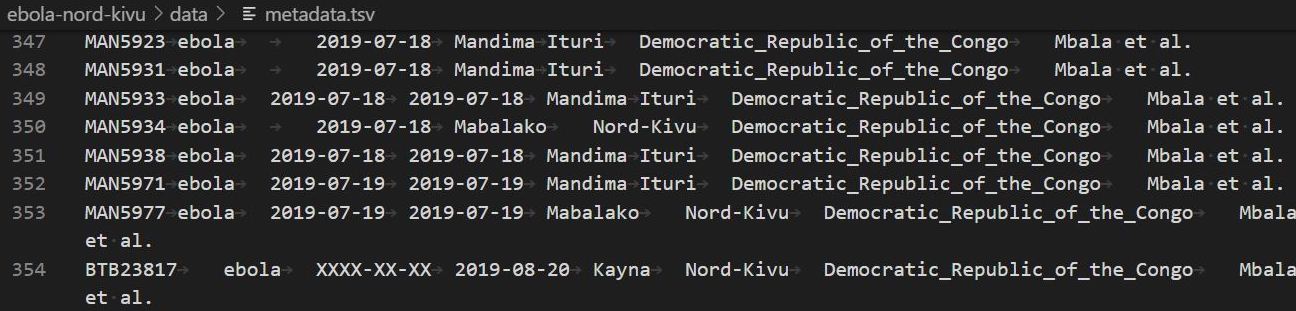 ebola-nord-kivu > data > metadata.tsv
347 MAN5923 ebola 2019-07-18 Mandima Ituri Democratic_Republic_of_the_Congo Mbala et al.
348 MAN5931 ebola 2019-07-18 Mandima Ituri Democratic_Republic_of_the_Congo Mbala et al.
349 MAN5933 ebola 2019-07-18 2019-07-18 Mandima Ituri Democratic_Republic_of_the_Congo Mbala et al.
350 MAN5934 ebola 2019-07-18 Mabalako Nord-Kivu Democratic_Republic_of_the_Congo Mbala et al.
351 MAN5938 ebola 2019-07-18 2019-07-18 Mandima Ituri Democratic_Republic_of_the_Congo Mbala et al.
352 MAN5971 ebola 2019-07-19 2019-07-19 Mandima Ituri Democratic_Republic_of_the_Congo Mbala et al.
353 MAN5977 ebola 2019-07-19 2019-07-19 Mabalako Nord-Kivu Democratic_Republic_of_the_Congo Mbala
et al.
354 BTB23817 ebola XXXX-XX-XX 2019-08-20 Kayna Nord-Kivu Democratic_Republic_of_the_Congo Mbala
et al.